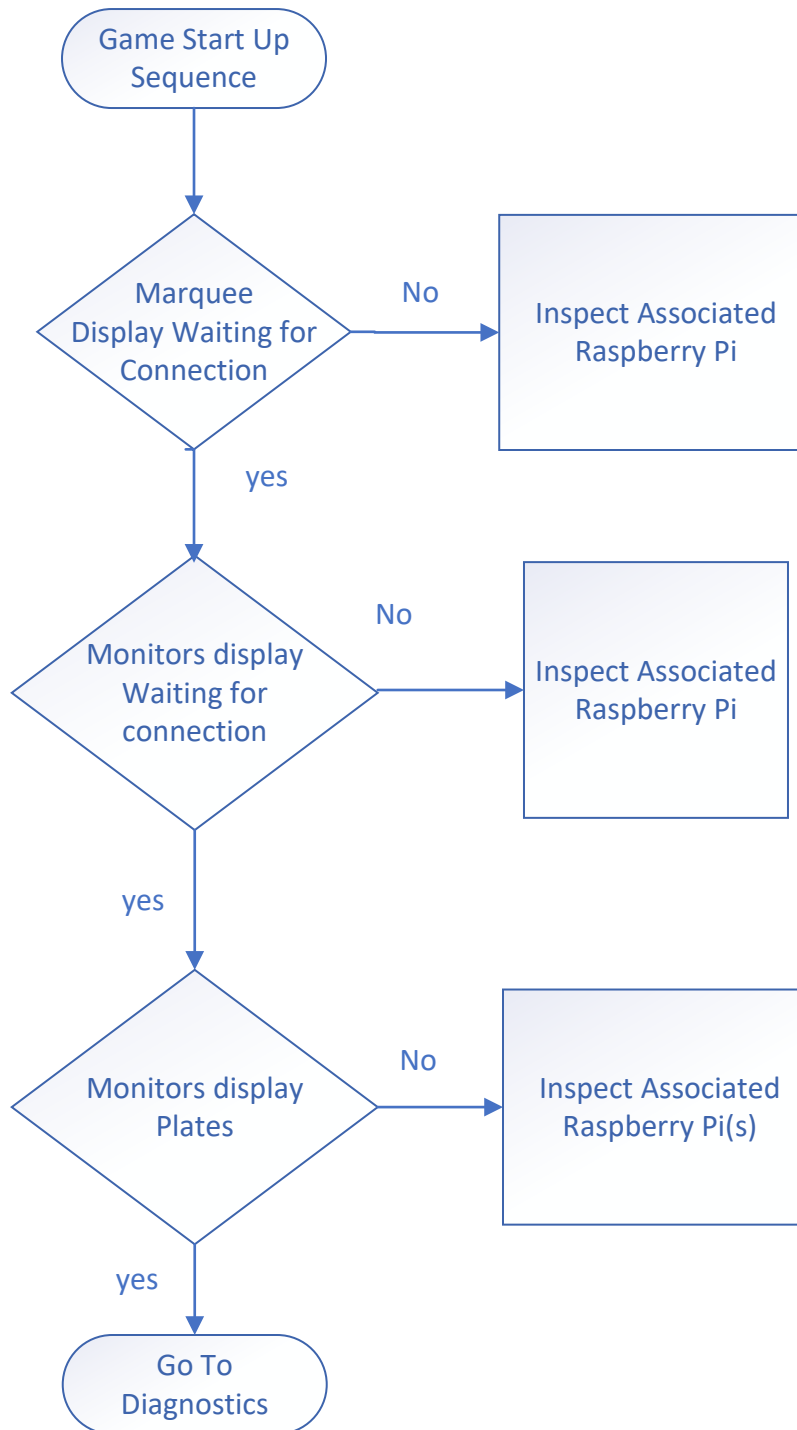 Game Start Up
Sequence
Marquee
Display Waiting for
Connection
No
Inspect Associated
Raspberry Pi
yes
Monitors display
Waiting for
connection
No
Inspect Associated
Raspberry Pi
yes
Monitors display
Plates
No
Inspect Associated
Raspberry Pi(s)
yes
Go To
Diagnostics